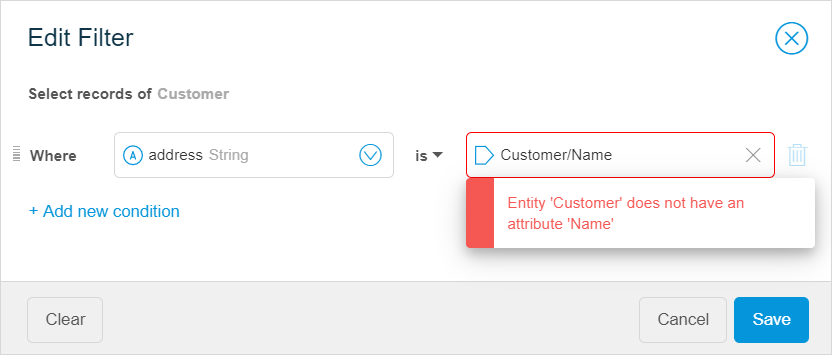 Edit Filter
Select records of Customer
Where A address String is Customer/Name
Entity 'Customer' does not have an
attribute 'Name'
+ Add new condition
Clear Cancel Save